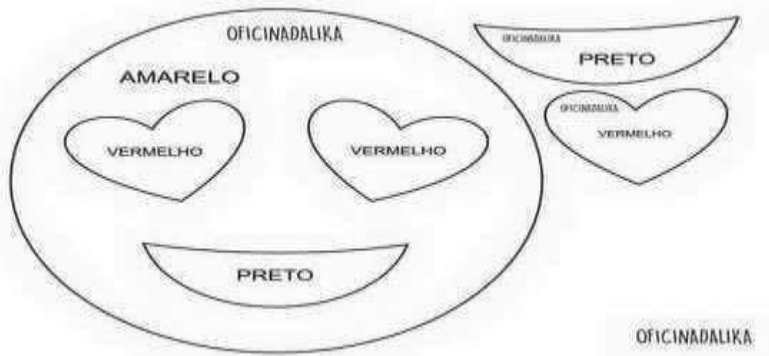 OFICINADALIKA
AMARELO
VERMELHO
VERMELHO
PRETO
OFICINADALIKA
PRETO
OFICINADALIKA
VERMELHO
OFICINADALIKA